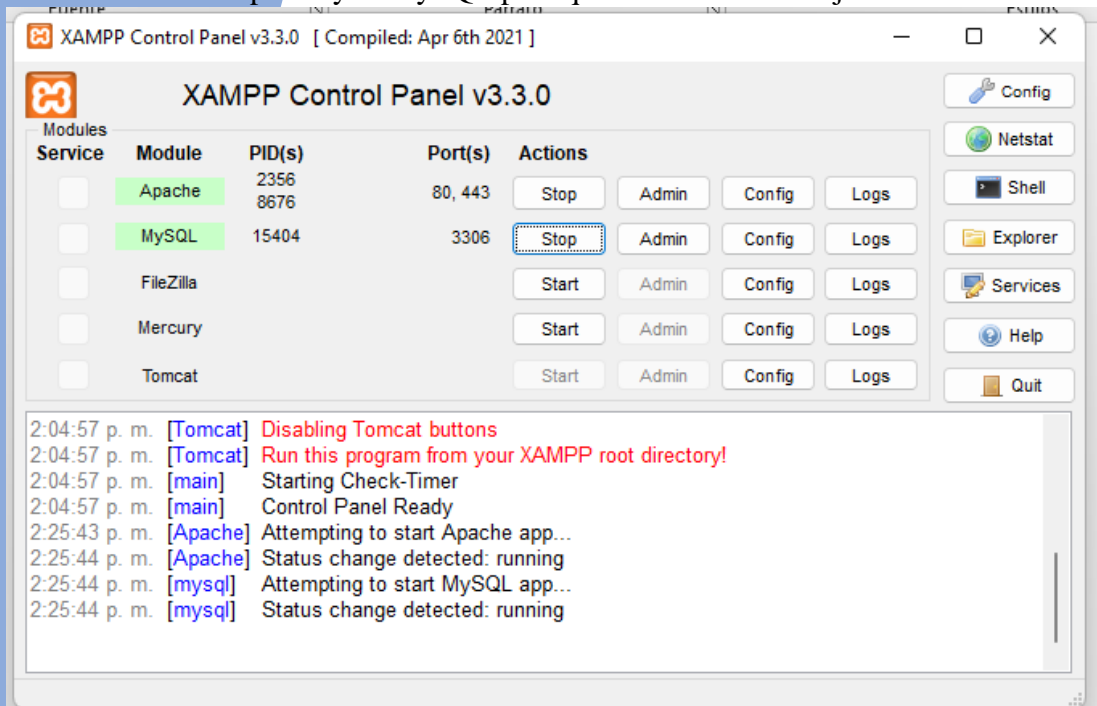 XAMPP Control Panel v3.3.0 [ Compiled: Apr 6th 2021 ]
XAMPP Control Panel v3.3.0
Config
Modules
Service Module PID(s) Port(s) Actions
Netstat
Apache 2356 8676 80, 443 Stop Admin Config Logs
Shell
MySQL 15404 3306 Stop Admin Config Logs
Explorer
FileZilla Start Admin Config Logs
Services
Mercury Start Admin Config Logs
Help
Tomcat Start Admin Config Logs
Quit
2:04:57 p. m. [Tomcat] Disabling Tomcat buttons
2:04:57 p. m. [Tomcat] Run this program from your XAMPP root directory!
2:04:57 p. m. [main] Starting Check-Timer
2:04:57 p. m. [main] Control Panel Ready
2:25:43 p. m. [Apache] Attempting to start Apache app...
2:25:44 p. m. [Apache] Status change detected: running
2:25:44 p. m. [mysql] Attempting to start MySQL app...
2:25:44 p. m. [mysql] Status change detected: running